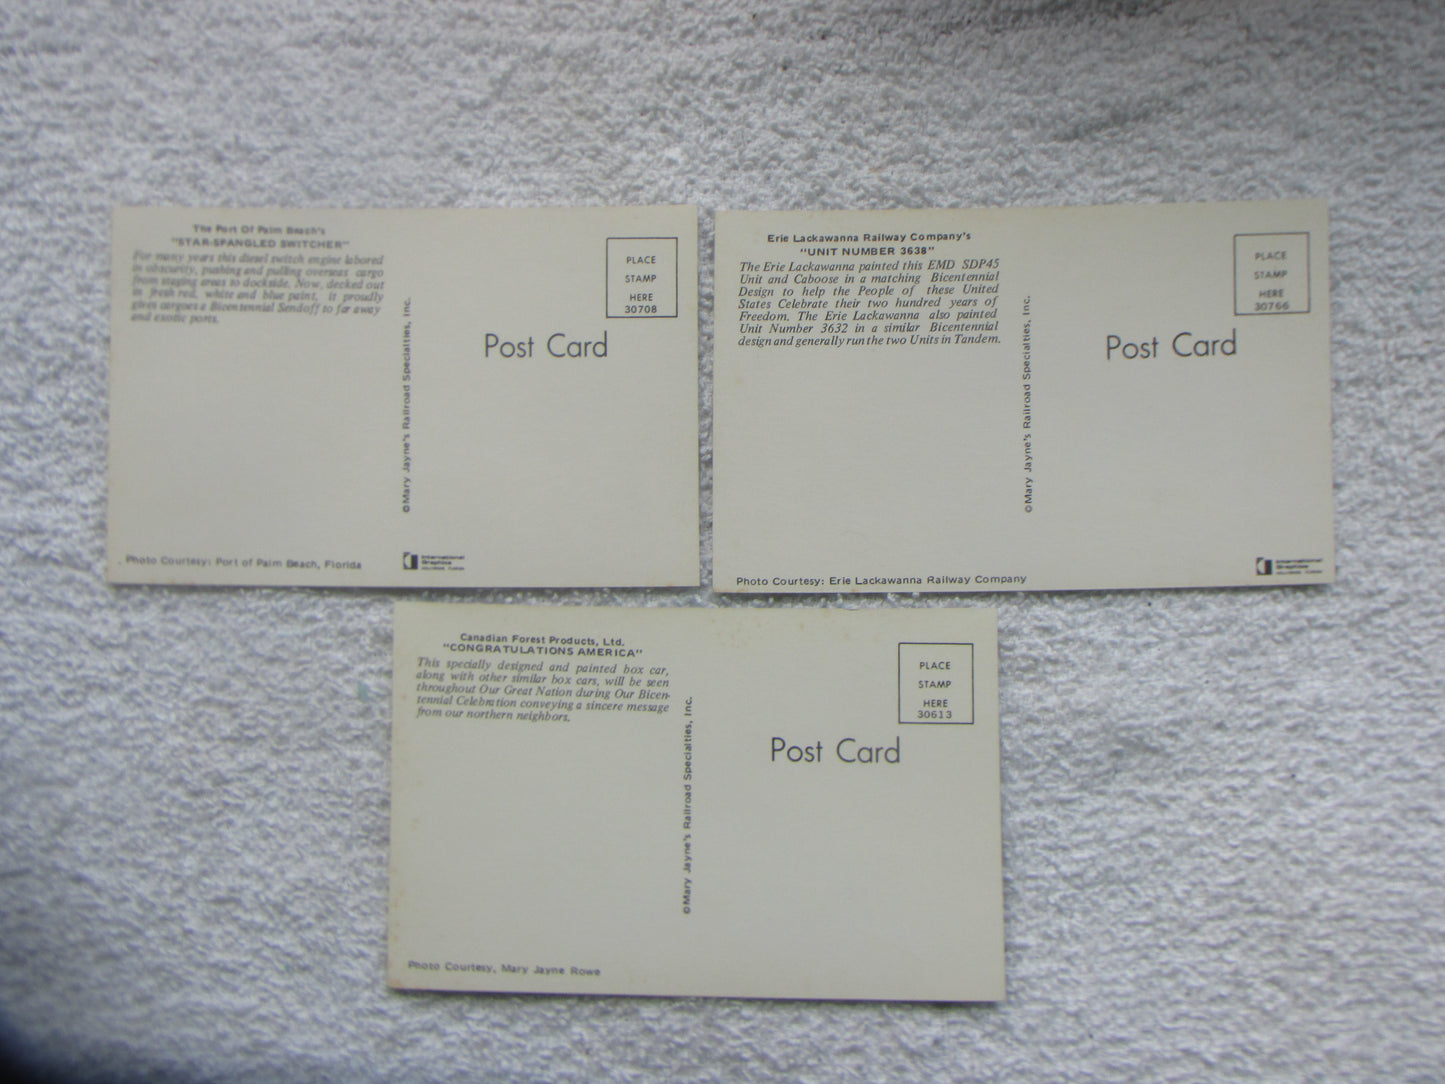 The Port Of Palm Beach's
"STAR-SPANGLED SWITCHER"
For many years this diesel switch engine labored
in obscurity, pushing and pulling overseas cargo
from staging areas to dockside. Now, decked out
in fresh red, white and blue paint, it proudly
gives cargoes a Bicentennial Sendoff to far away
and exotic ports.
Photo Courtesy: Port of Palm Beach, Florida
©Mary Jayne's Railroad Specialties, Inc.
International
Graphics
HOLLYWOOD, FLORIDA
PLACE
STAMP
HERE
30708
Post Card
Erie Lackawanna Railway Company's
"UNIT NUMBER 3638"
The Erie Lackawanna painted this EMD SDP45
Unit and Caboose in a matching Bicentennial
Design to help the People of these United
States Celebrate their two hundred years of
Freedom. The Erie Lackawanna also painted
Unit Number 3632 in a similar Bicentennial
design and generally run the two Units in Tandem.
Photo Courtesy: Erie Lackawanna Railway Company
©Mary Jayne's Railroad Specialties, Inc.
PLACE
STAMP
HERE
30766
Post Card
International
Graphics
HOLLYWOOD, FLORIDA
Canadian Forest Products, Ltd.
"CONGRATULATIONS AMERICA"
This specially designed and painted box car,
along with other similar box cars, will be seen
throughout Our Great Nation during Our Bicen-
tennial Celebration conveying a sincere message
from our northern neighbors.
Photo Courtesy, Mary Jayne Rowe
©Mary Jayne's Railroad Specialties, Inc.
PLACE
STAMP
HERE
30613
Post Card